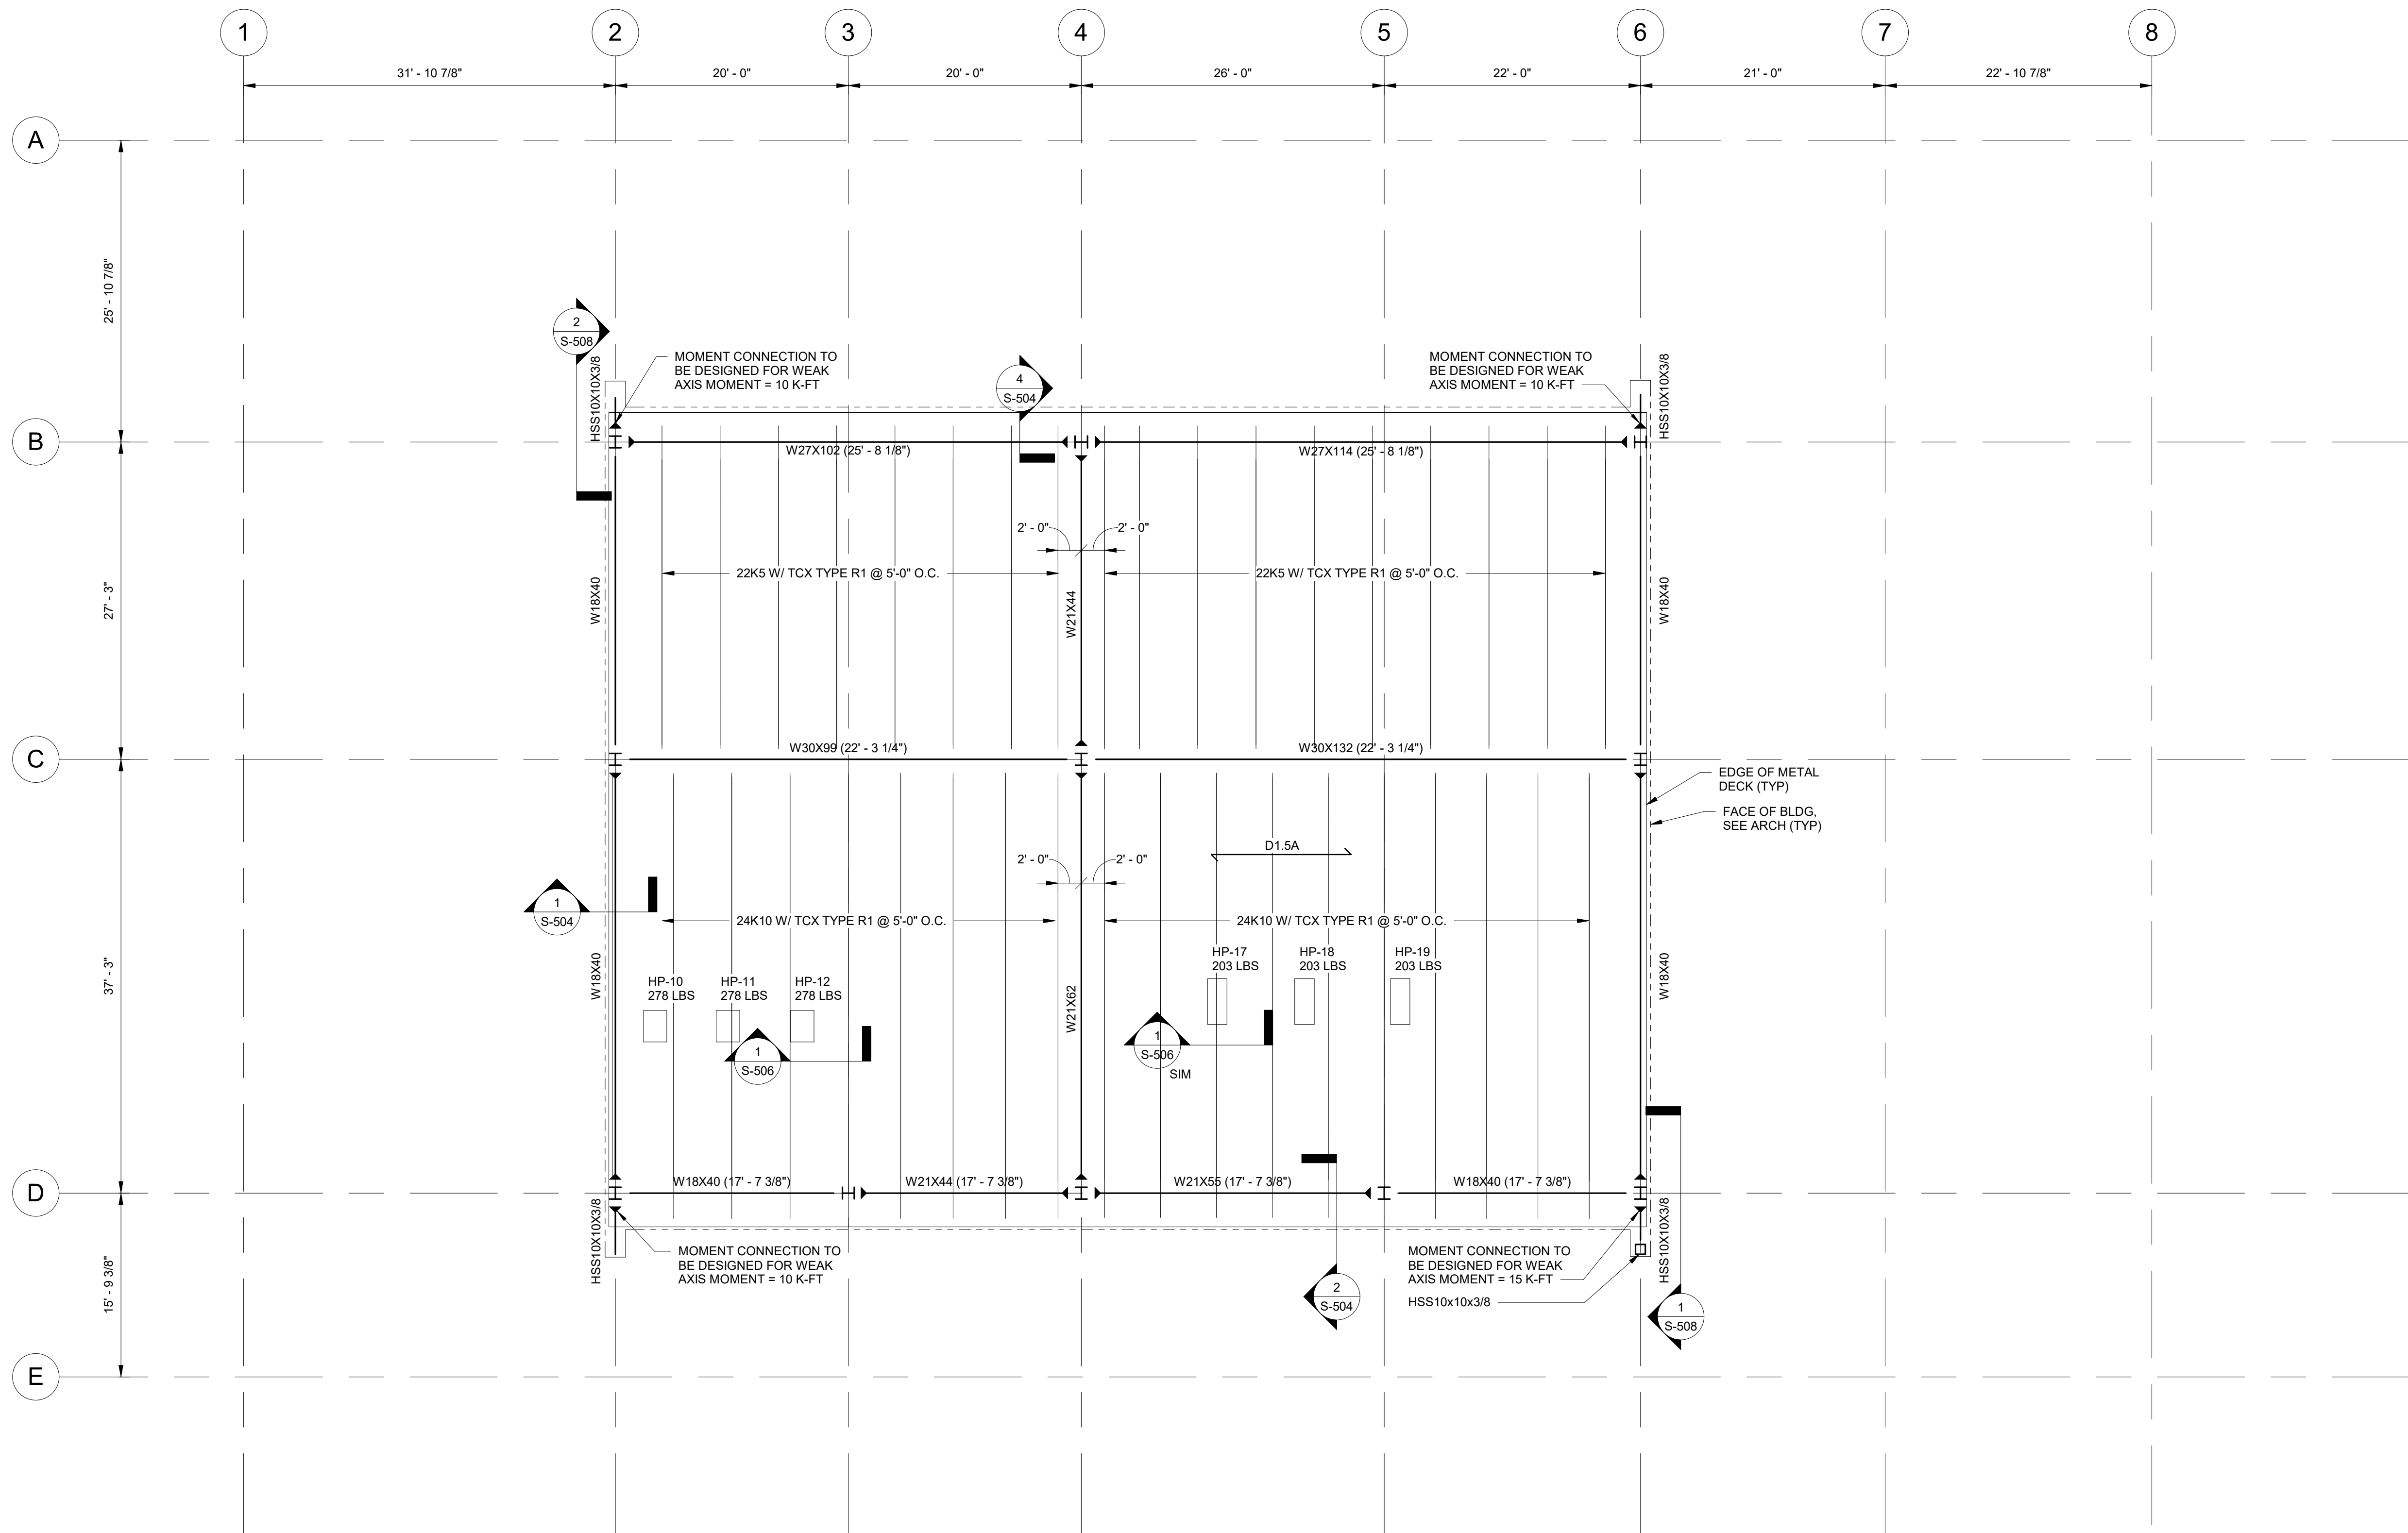 1
2
3
4
5
6
7
8
31' - 10 7/8"
20' - 0"
20' - 0"
26' - 0"
22' - 0"
21' - 0"
22' - 10 7/8"
A
25' - 10 7/8"
2
S-508
HSS10X10X3/8
MOMENT CONNECTION TO
BE DESIGNED FOR WEAK
AXIS MOMENT = 10 K-FT
4
S-504
MOMENT CONNECTION TO
BE DESIGNED FOR WEAK
AXIS MOMENT = 10 K-FT
HSS10X10X3/8
B
W27X102 (25' - 8 1/8")
W27X114 (25' - 8 1/8")
2' - 0"
2' - 0"
27' - 3"
W18X40
22K5 W/ TCX TYPE R1 @ 5'-0" O.C.
W21X44
22K5 W/ TCX TYPE R1 @ 5'-0" O.C.
W18X40
C
W30X99 (22' - 3 1/4")
W30X132 (22' - 3 1/4")
EDGE OF METAL
DECK (TYP)
FACE OF BLDG,
SEE ARCH (TYP)
D1.5A
2' - 0"
2' - 0"
1
S-504
24K10 W/ TCX TYPE R1 @ 5'-0" O.C.
24K10 W/ TCX TYPE R1 @ 5'-0" O.C.
37' - 3"
W18X40
HP-10
278 LBS
HP-11
278 LBS
HP-12
278 LBS
W21X62
HP-17
203 LBS
HP-18
203 LBS
HP-19
203 LBS
W18X40
1
S-506
1
S-506
SIM
D
W18X40 (17' - 7 3/8")
W21X44 (17' - 7 3/8")
W21X55 (17' - 7 3/8")
W18X40 (17' - 7 3/8")
15' - 9 3/8"
HSS10X10X3/8
MOMENT CONNECTION TO
BE DESIGNED FOR WEAK
AXIS MOMENT = 10 K-FT
2
S-504
MOMENT CONNECTION TO
BE DESIGNED FOR WEAK
AXIS MOMENT = 15 K-FT
HSS10x10x3/8
HSS10X10X3/8
1
S-508
E